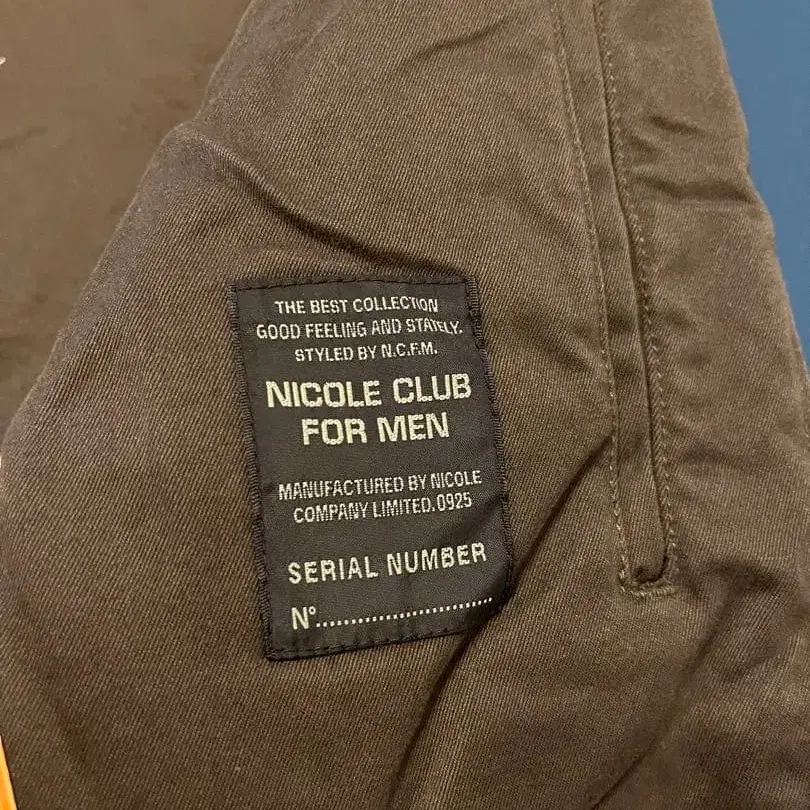 THE BEST COLLECTION
GOOD FEELING AND STATELY.
STYLED BY N.C.F.M.
NICOLE CLUB
FOR MEN
MANUFACTURED BY NICOLE
COMPANY LIMITED.0925
SERIAL NUMBER
N°..........................